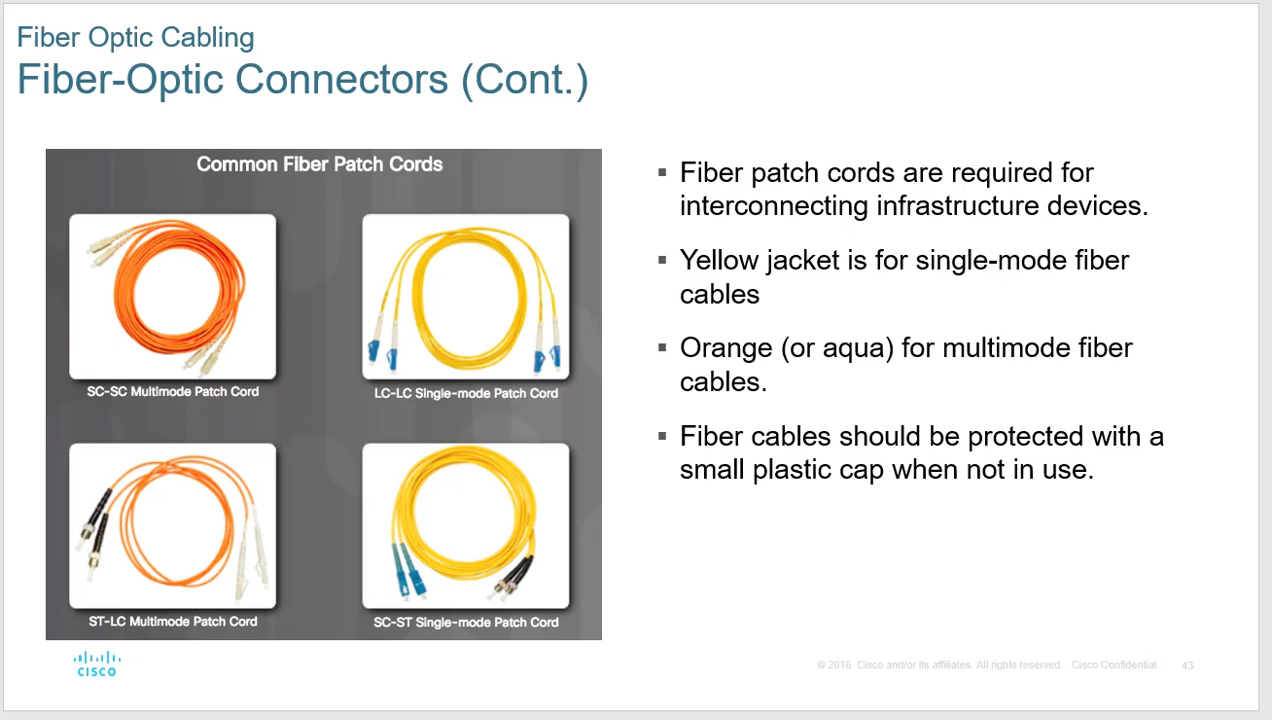 Fiber Optic Cabling
Fiber-Optic Connectors (Cont.)
Common Fiber Patch Cords
SC-SC Multimode Patch Cord
LC-LC Single-mode Patch Cord
ST-LC Multimode Patch Cord
SC-ST Single-mode Patch Cord
▪ Fiber patch cords are required for
interconnecting infrastructure devices.
▪ Yellow jacket is for single-mode fiber
cables
▪ Orange (or aqua) for multimode fiber
cables.
▪ Fiber cables should be protected with a
small plastic cap when not in use.
CISCO
© 2016 Cisco and/or its affiliates. All rights reserved. Cisco Confidential 43